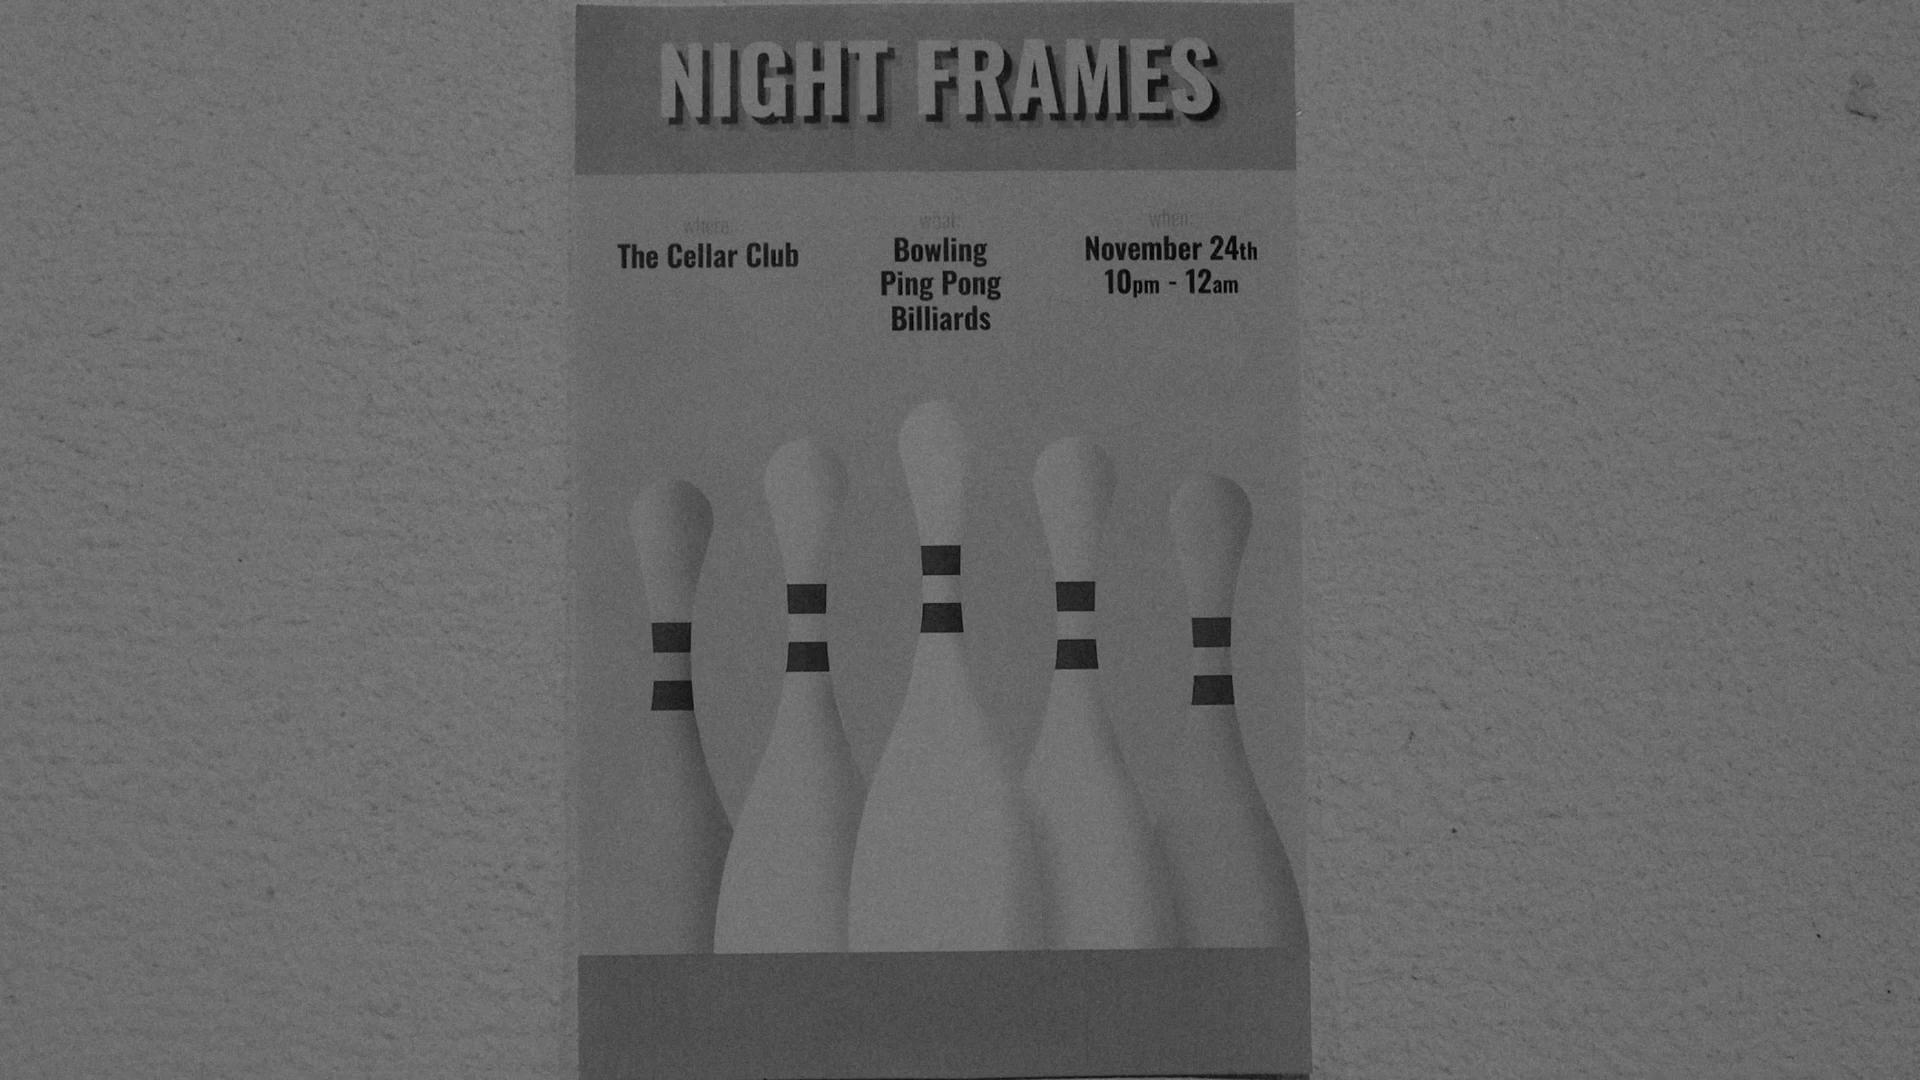 NIGHT FRAMES
where:
The Cellar Club
what:
Bowling
Ping Pong
Billiards
when:
November 24th
10pm - 12am